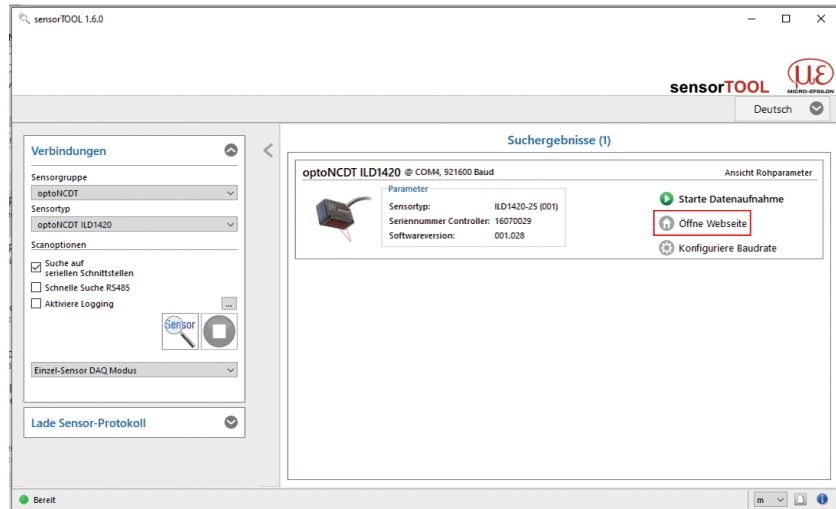 sensorTOOL 1.6.0
sensorTOOL
με
MICRO-EPSILON
Deutsch
Verbindungen
Sensorgruppe
optoNCDT
Sensortyp
optoNCDT ILD1420
Scanoptionen
Suche auf
seriellen Schnittstellen
Schnelle Suche RS485
Aktiviere Logging
...
Sensor
Einzel-Sensor DAQ Modus
Lade Sensor-Protokoll
Suchergebnisse (1)
optoNCDT ILD1420 @ COM4, 921600 Baud
Ansicht Rohparameter
Parameter
Sensortyp: ILD1420-25 (001)
Seriennummer Controller: 16070029
Softwareversion: 001.028
Starte Datenaufnahme
Öffne Webseite
Konfiguriere Baudrate
Bereit
m